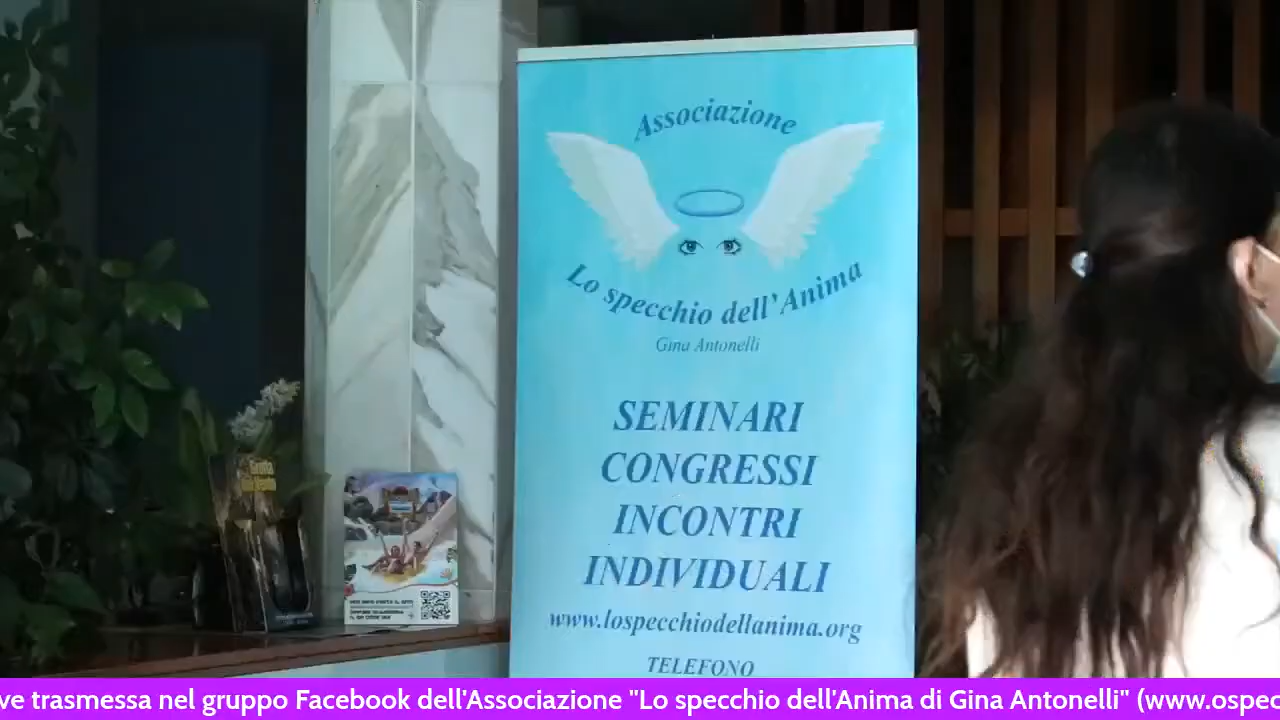 Associazione
Lo specchio dell'Anima
Gina Antonelli
SEMINARI
CONGRESSI
INCONTRI
INDIVIDUALI
www.lospecchiodellanima.org
TELEFONO
ve trasmessa nel gruppo Facebook dell'Associazione "Lo specchio dell'Anima di Gina Antonelli" (www.ospec